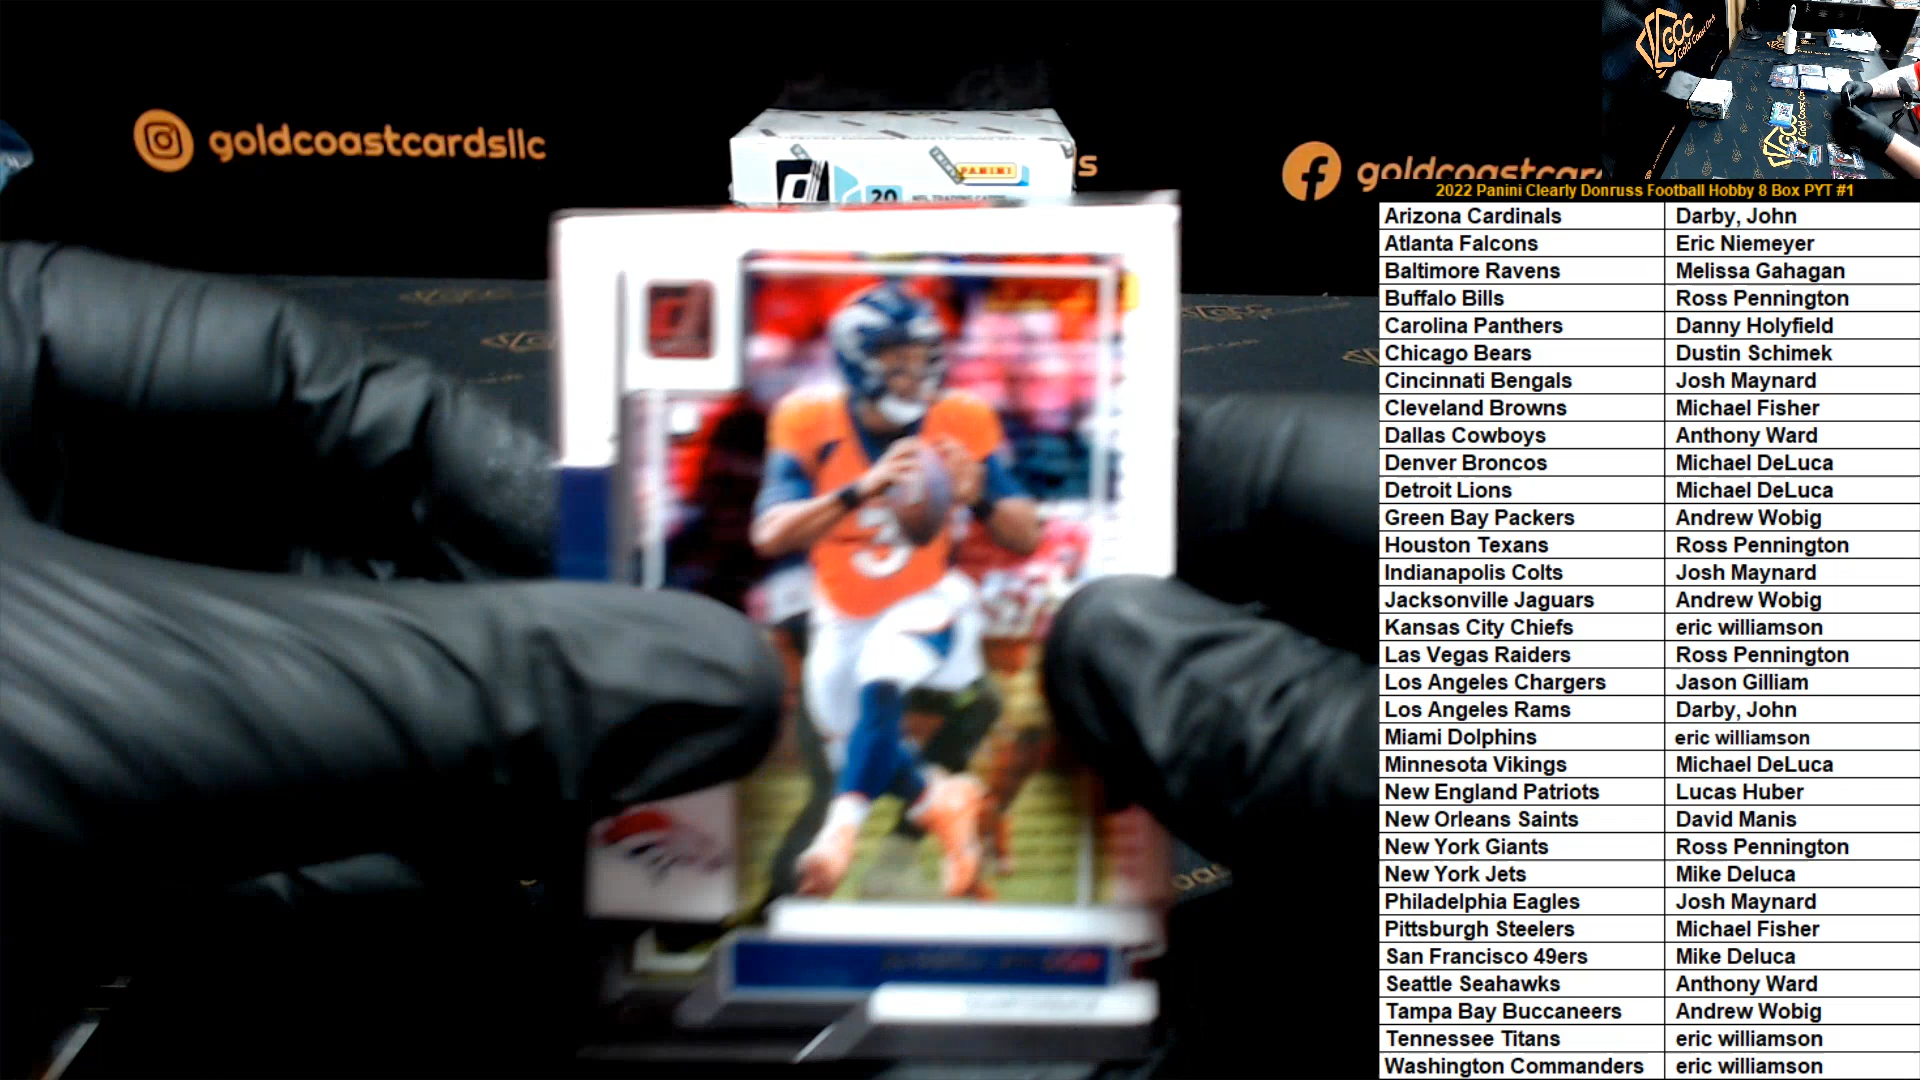 goldcoastcardsllc
PANINI
20
s
goldcoastcar
GCC
Gold Coast Cards
2022 Panini Clearly Donruss Football Hobby 8 Box PYT #1
Arizona Cardinals Darby, John
Atlanta Falcons Eric Niemeyer
Baltimore Ravens Melissa Gahagan
Buffalo Bills Ross Pennington
Carolina Panthers Danny Holyfield
Chicago Bears Dustin Schimek
Cincinnati Bengals Josh Maynard
Cleveland Browns Michael Fisher
Dallas Cowboys Anthony Ward
Denver Broncos Michael DeLuca
Detroit Lions Michael DeLuca
Green Bay Packers Andrew Wobig
Houston Texans Ross Pennington
Indianapolis Colts Josh Maynard
Jacksonville Jaguars Andrew Wobig
Kansas City Chiefs eric williamson
Las Vegas Raiders Ross Pennington
Los Angeles Chargers Jason Gilliam
Los Angeles Rams Darby, John
Miami Dolphins eric williamson
Minnesota Vikings Michael DeLuca
New England Patriots Lucas Huber
New Orleans Saints David Manis
New York Giants Ross Pennington
New York Jets Mike Deluca
Philadelphia Eagles Josh Maynard
Pittsburgh Steelers Michael Fisher
San Francisco 49ers Mike Deluca
Seattle Seahawks Anthony Ward
Tampa Bay Buccaneers Andrew Wobig
Tennessee Titans eric williamson
Washington Commanders eric williamson
3